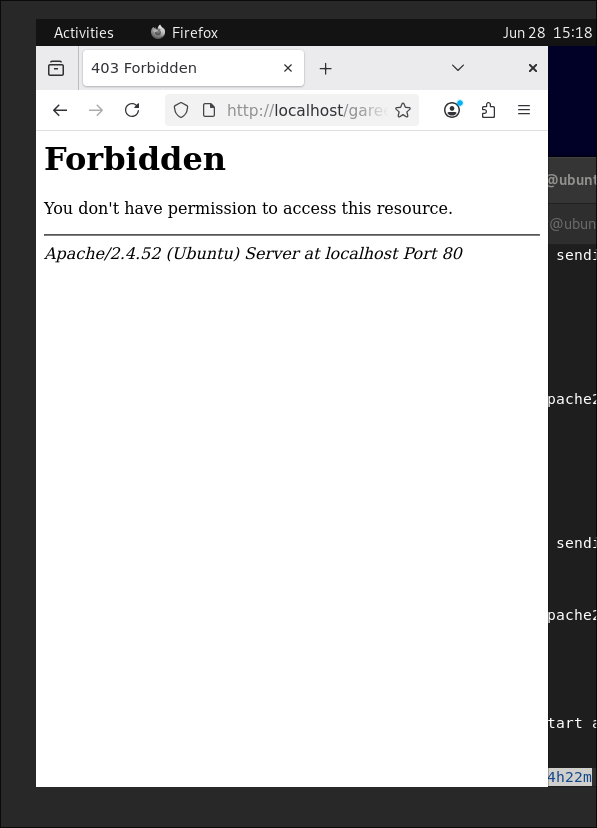 Activities Firefox Jun 28 15:18
403 Forbidden
http://localhost/gare
@ubunt
Forbidden
You don't have permission to access this resource.
@ubun
Apache/2.4.52 (Ubuntu) Server at localhost Port 80
sendi
pache2
sendi
pache2
tart a
4h22m